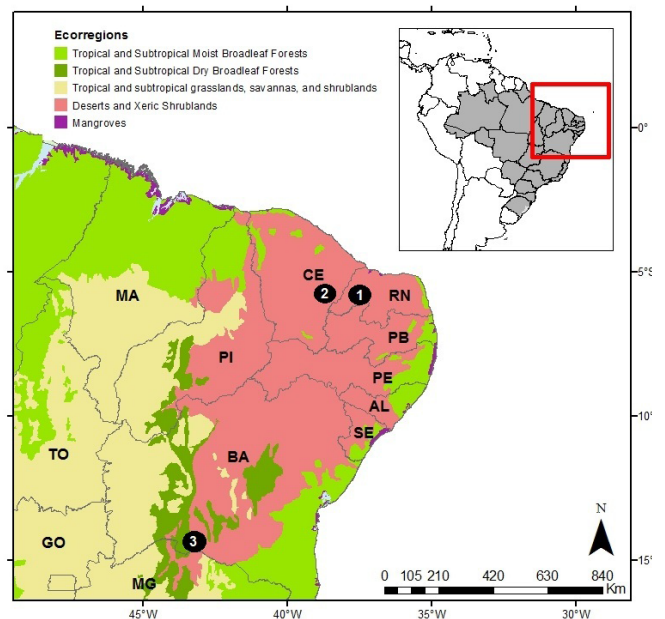 Ecorregions
Tropical and Subtropical Moist Broadleaf Forests
Tropical and Subtropical Dry Broadleaf Forests
Tropical and subtropical grasslands, savannas, and shrublands
Deserts and Xeric Shrublands
Mangroves
0°
5°S
CE
MA
2
1
RN
PB
PI
PE
10°S
AL
SE
TO
BA
N
GO
3
15°S
MG
0 105 210 420 630 840
Km
45°W 40°W 35°W 30°W